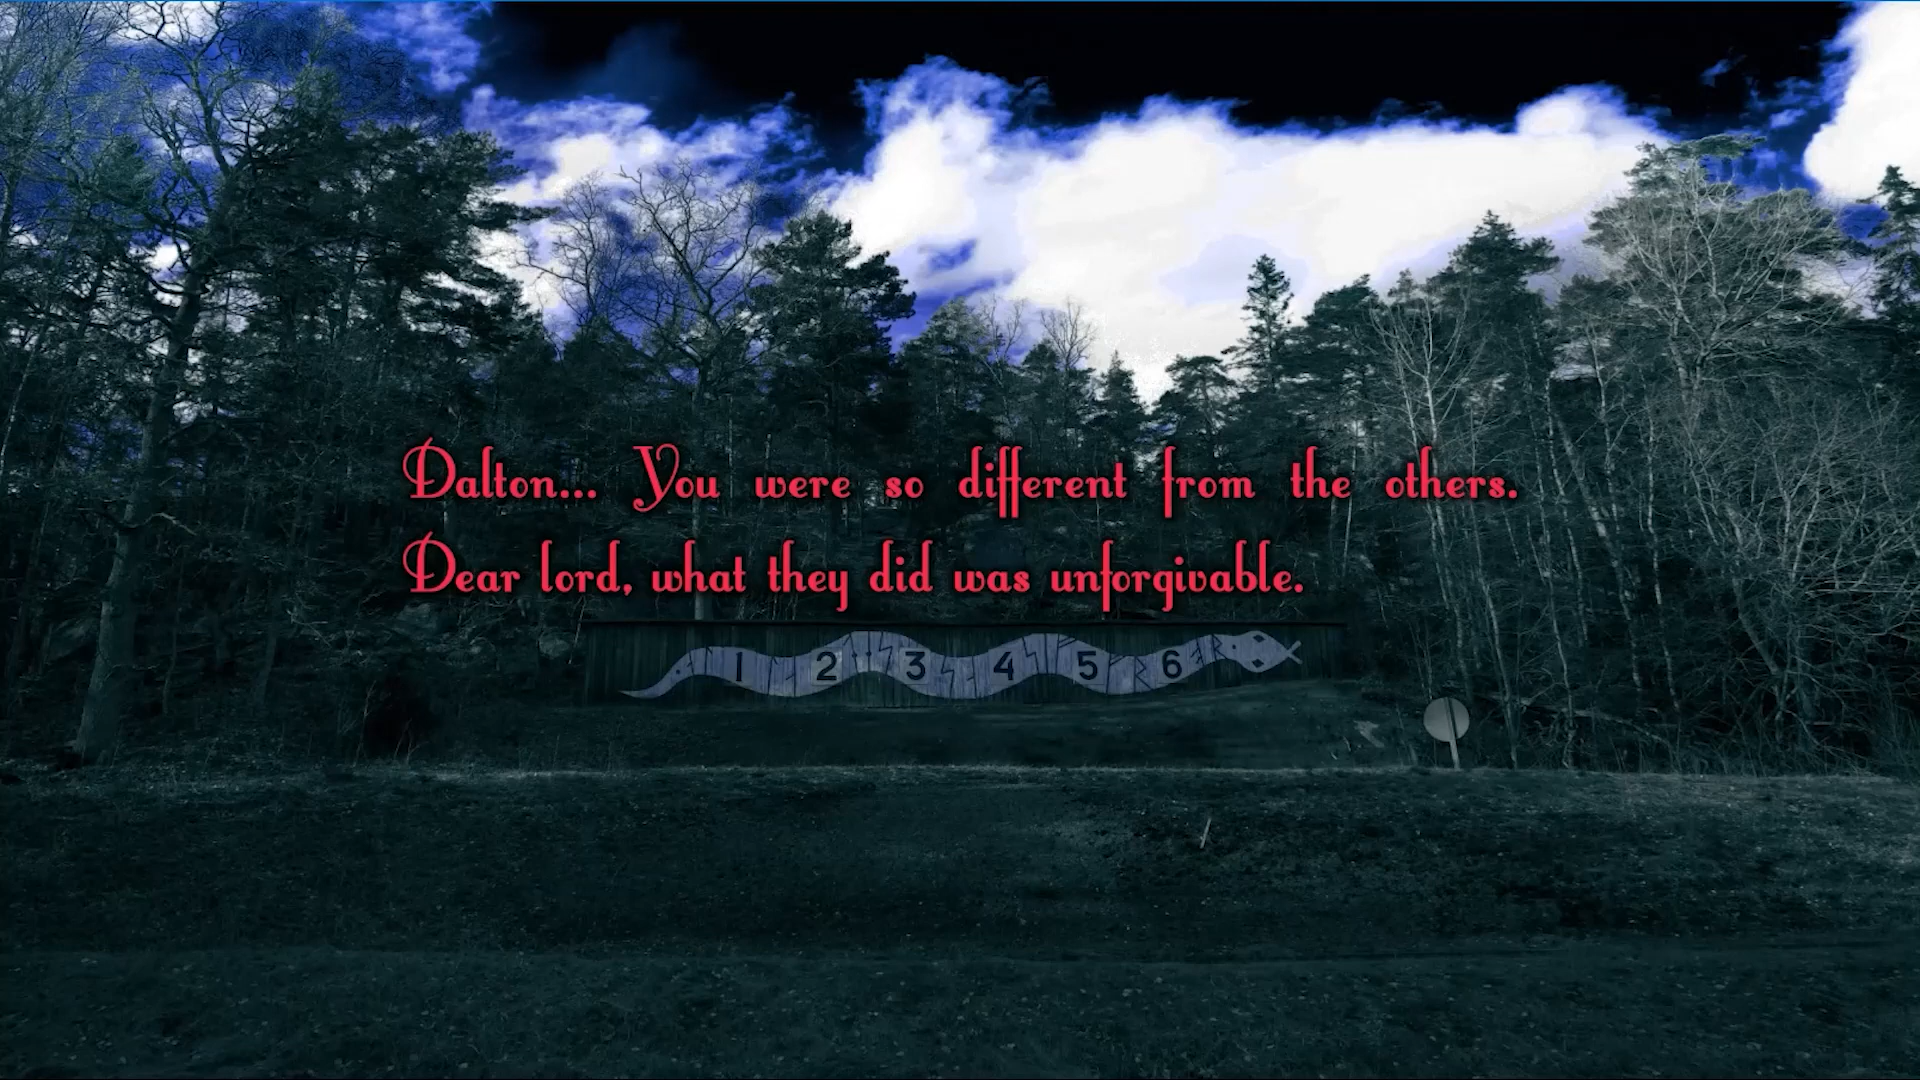 Dalton... You were so different from the others.
Dear lord, what they did was unforgivable.
1 2 3 4 5 6